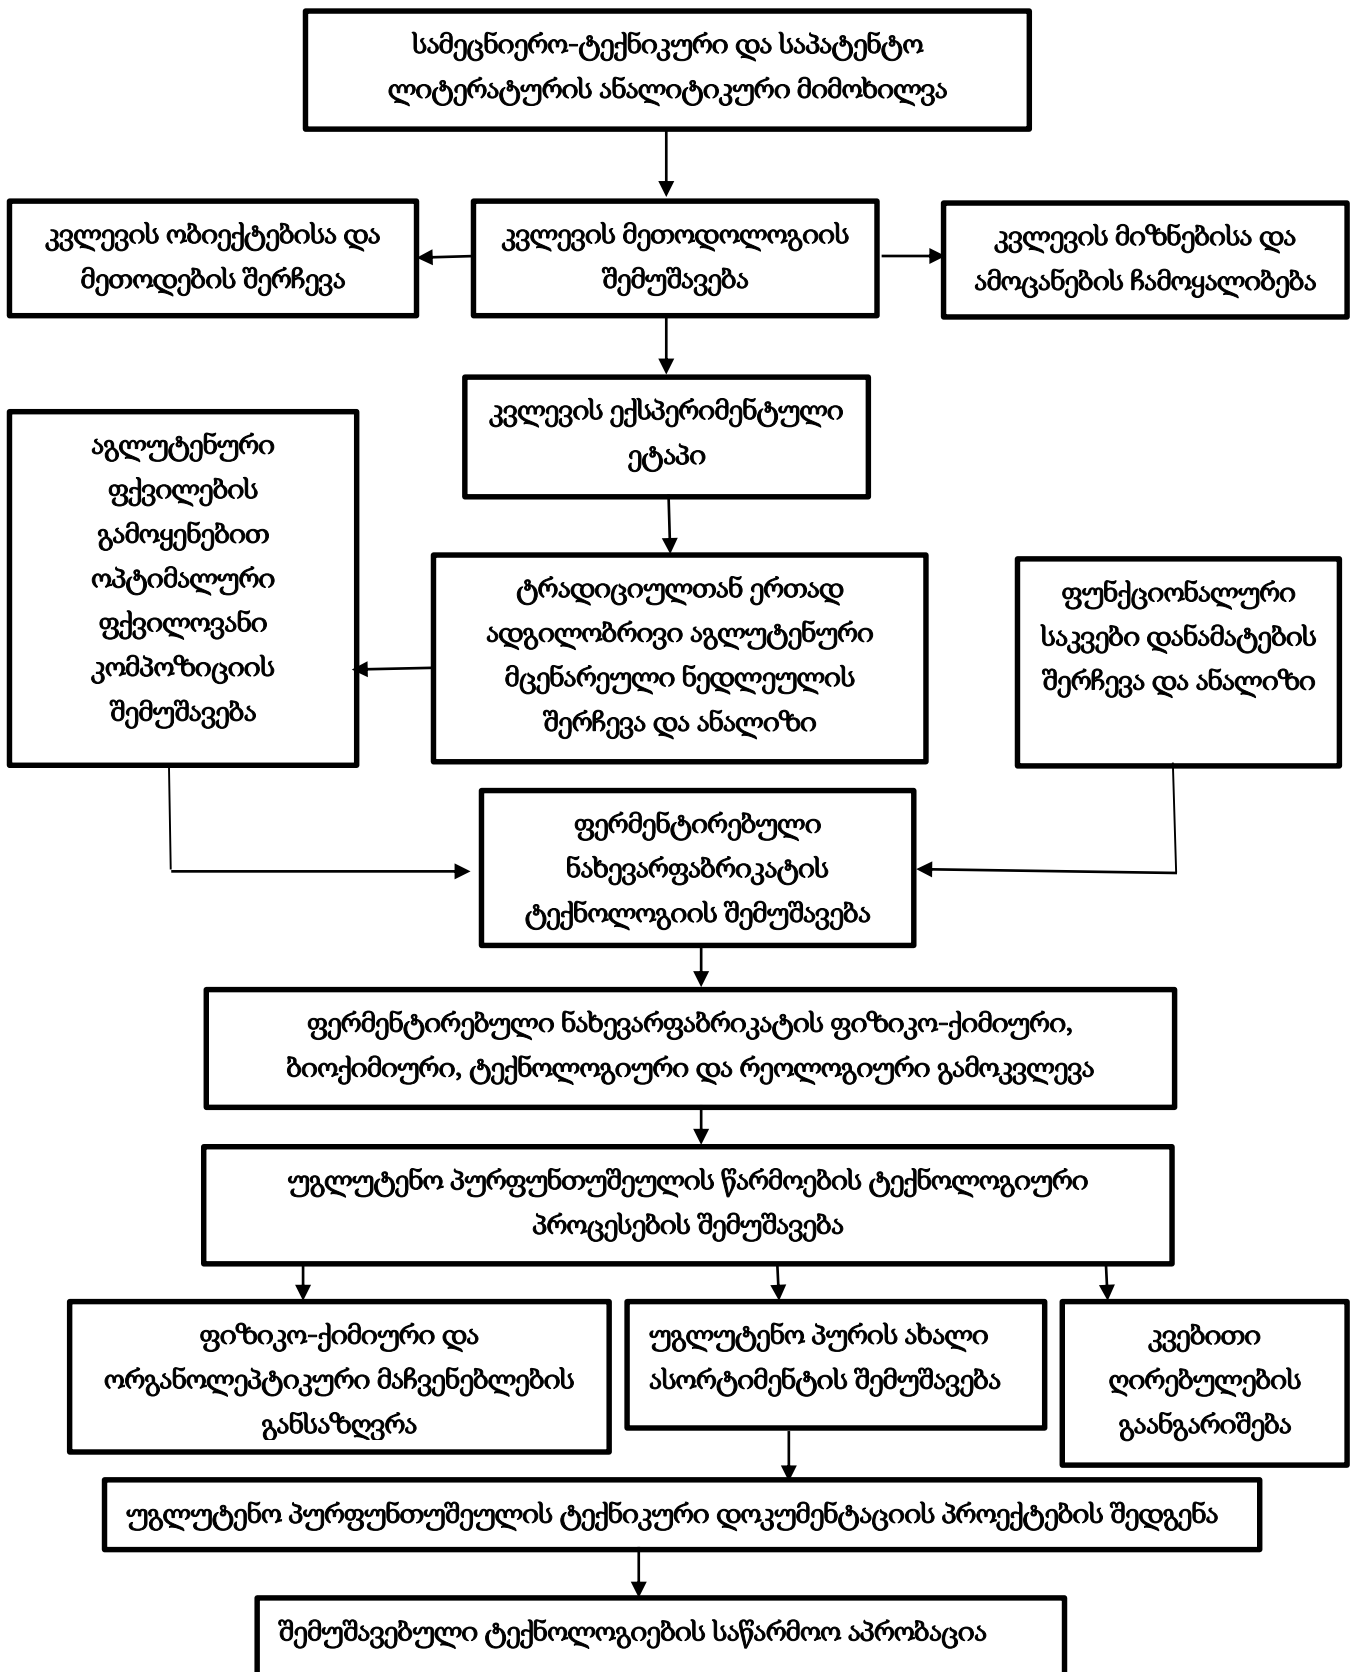 სამეცნიერო-ტექნიკური და საპატენტო
ლიტერატურის ანალიტიკური მიმოხილვა
კვლევის ობიექტებისა და
მეთოდების შერჩევა
კვლევის მეთოდოლოგიის
შემუშავება
კვლევის მიზნებისა და
ამოცანების ჩამოყალიბება
კვლევის ექსპერიმენტული
ეტაპი
აგლუტენური
ფქვილების
გამოყენებით
ოპტიმალური
ფქვილოვანი
კომპოზიციის
შემუშავება
ტრადიციულთან ერთად
ადგილობრივი აგლუტენური
მცენარეული ნედლეულის
შერჩევა და ანალიზი
ფუნქციონალური
საკვები დანამატების
შერჩევა და ანალიზი
ფერმენტირებული
ნახევარფაბრიკატის
ტექნოლოგიის შემუშავება
ფერმენტირებული ნახევარფაბრიკატის ფიზიკო-ქიმიური,
ბიოქიმიური, ტექნოლოგიური და რეოლოგიური გამოკვლევა
უგლუტენო პურფუნთუშეულის წარმოების ტექნოლოგიური
პროცესების შემუშავება
ფიზიკო-ქიმიური და
ორგანოლეპტიკური მაჩვენებლების
განსაზღვრა
უგლუტენო პურის ახალი
ასორტიმენტის შემუშავება
კვებითი
ღირებულების
გაანგარიშება
უგლუტენო პურფუნთუშეულის ტექნიკური დოკუმენტაციის პროექტების შედგენა
შემუშავებული ტექნოლოგიების საწარმოო აპრობაცია